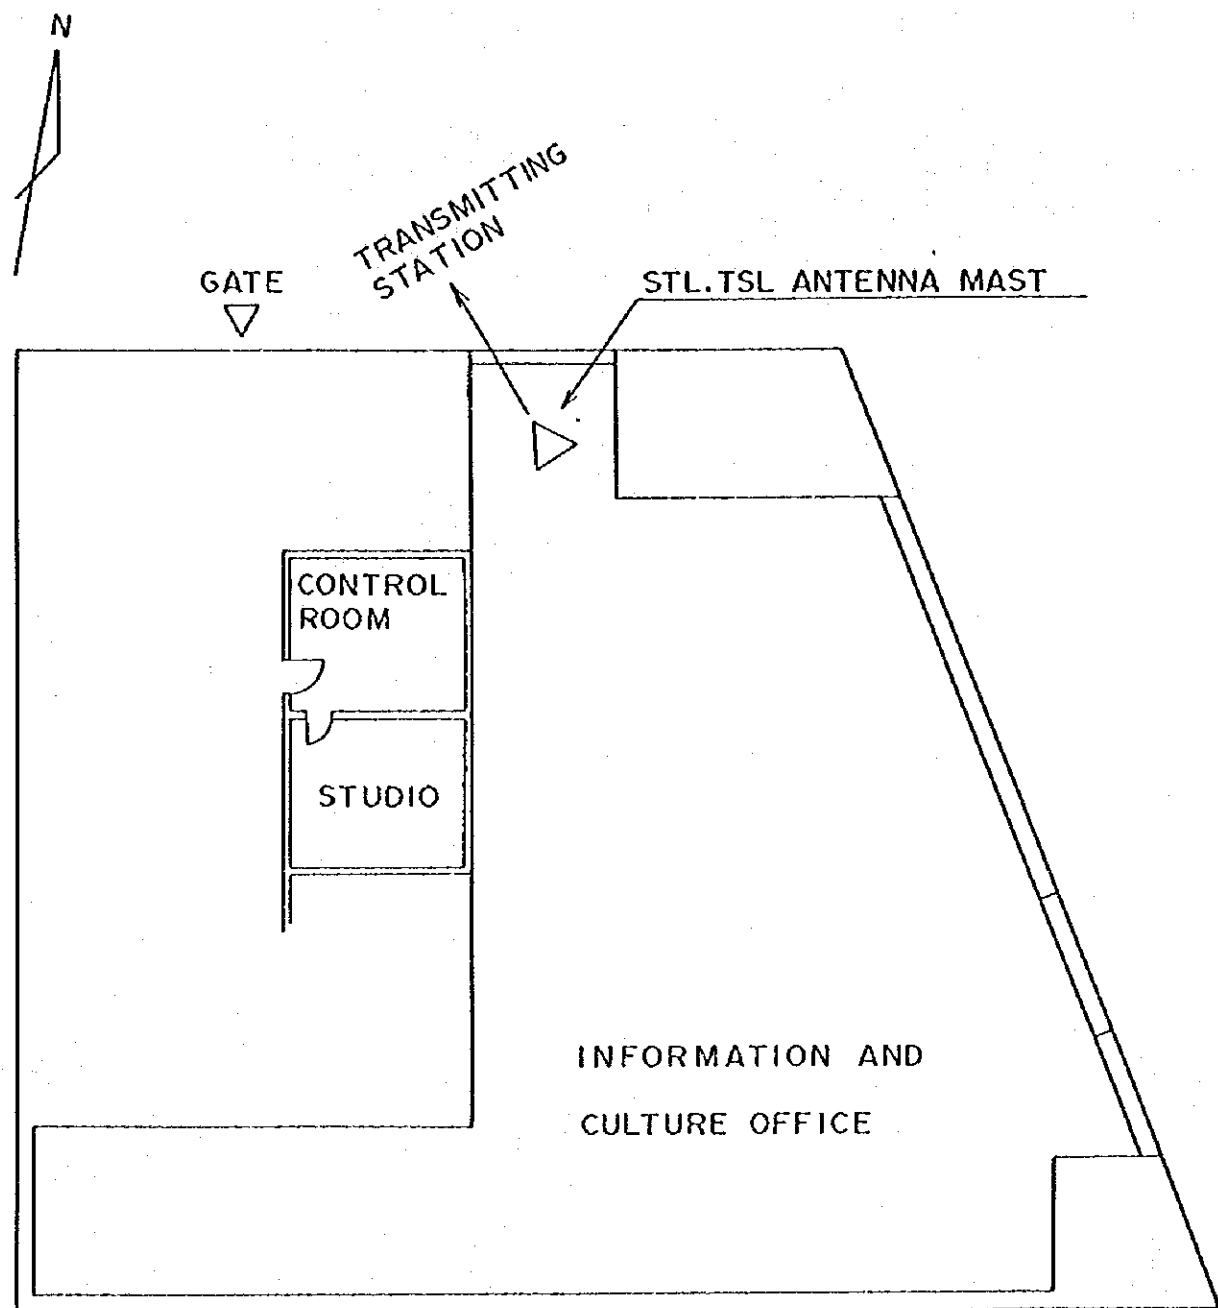 N
TRANSMITTING
STATION
GATE
STL.TSL ANTENNA MAST
CONTROL
ROOM
STUDIO
INFORMATION AND
CULTURE OFFICE